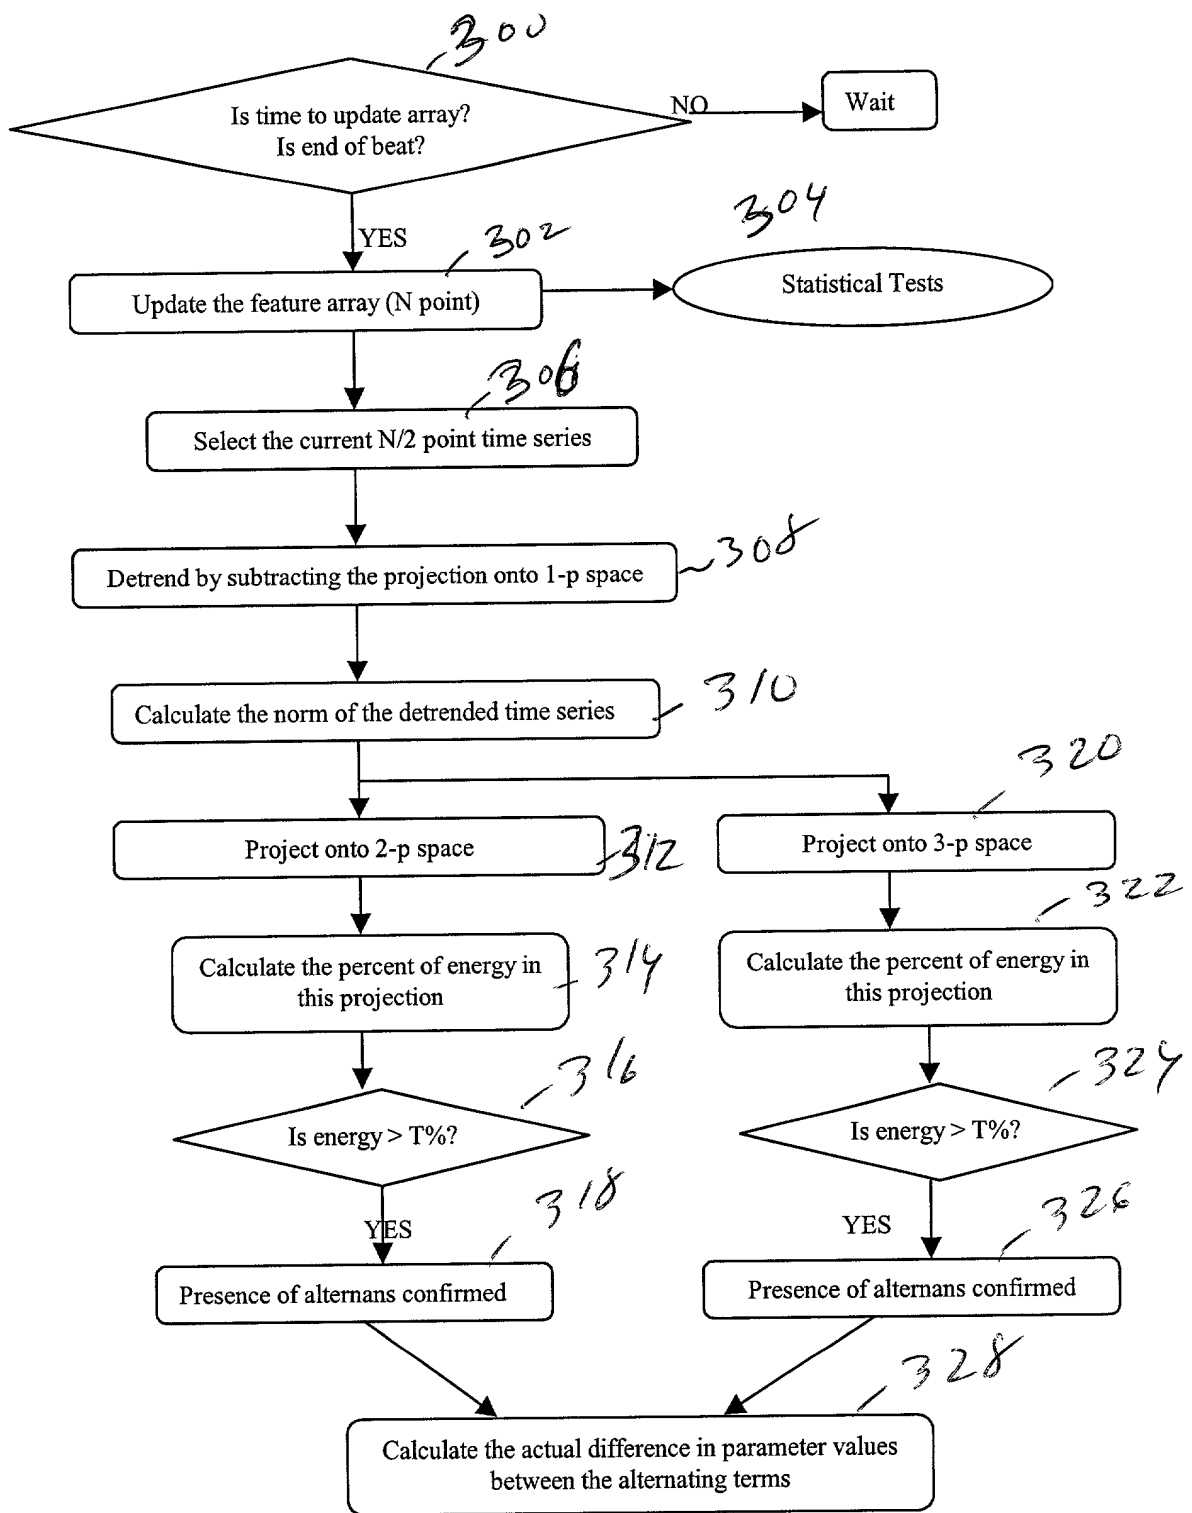 300
Is time to update array?
Is end of beat?
NO
Wait
YES
302
304
Update the feature array (N point)
Statistical Tests
306
Select the current N/2 point time series
308
Detrend by subtracting the projection onto 1-p space
310
Calculate the norm of the detrended time series
320
Project onto 2-p space
312
Project onto 3-p space
322
Calculate the percent of energy in
this projection
314
Calculate the percent of energy in
this projection
316
324
Is energy > T%?
Is energy > T%?
318
326
YES
YES
Presence of alternans confirmed
Presence of alternans confirmed
328
Calculate the actual difference in parameter values
between the alternating terms